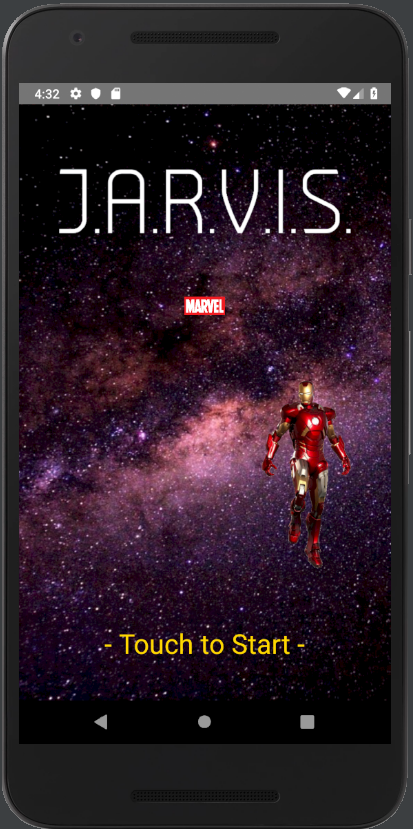 4:32
J.A.R.V.I.S.
MARVEL
- Touch to Start -